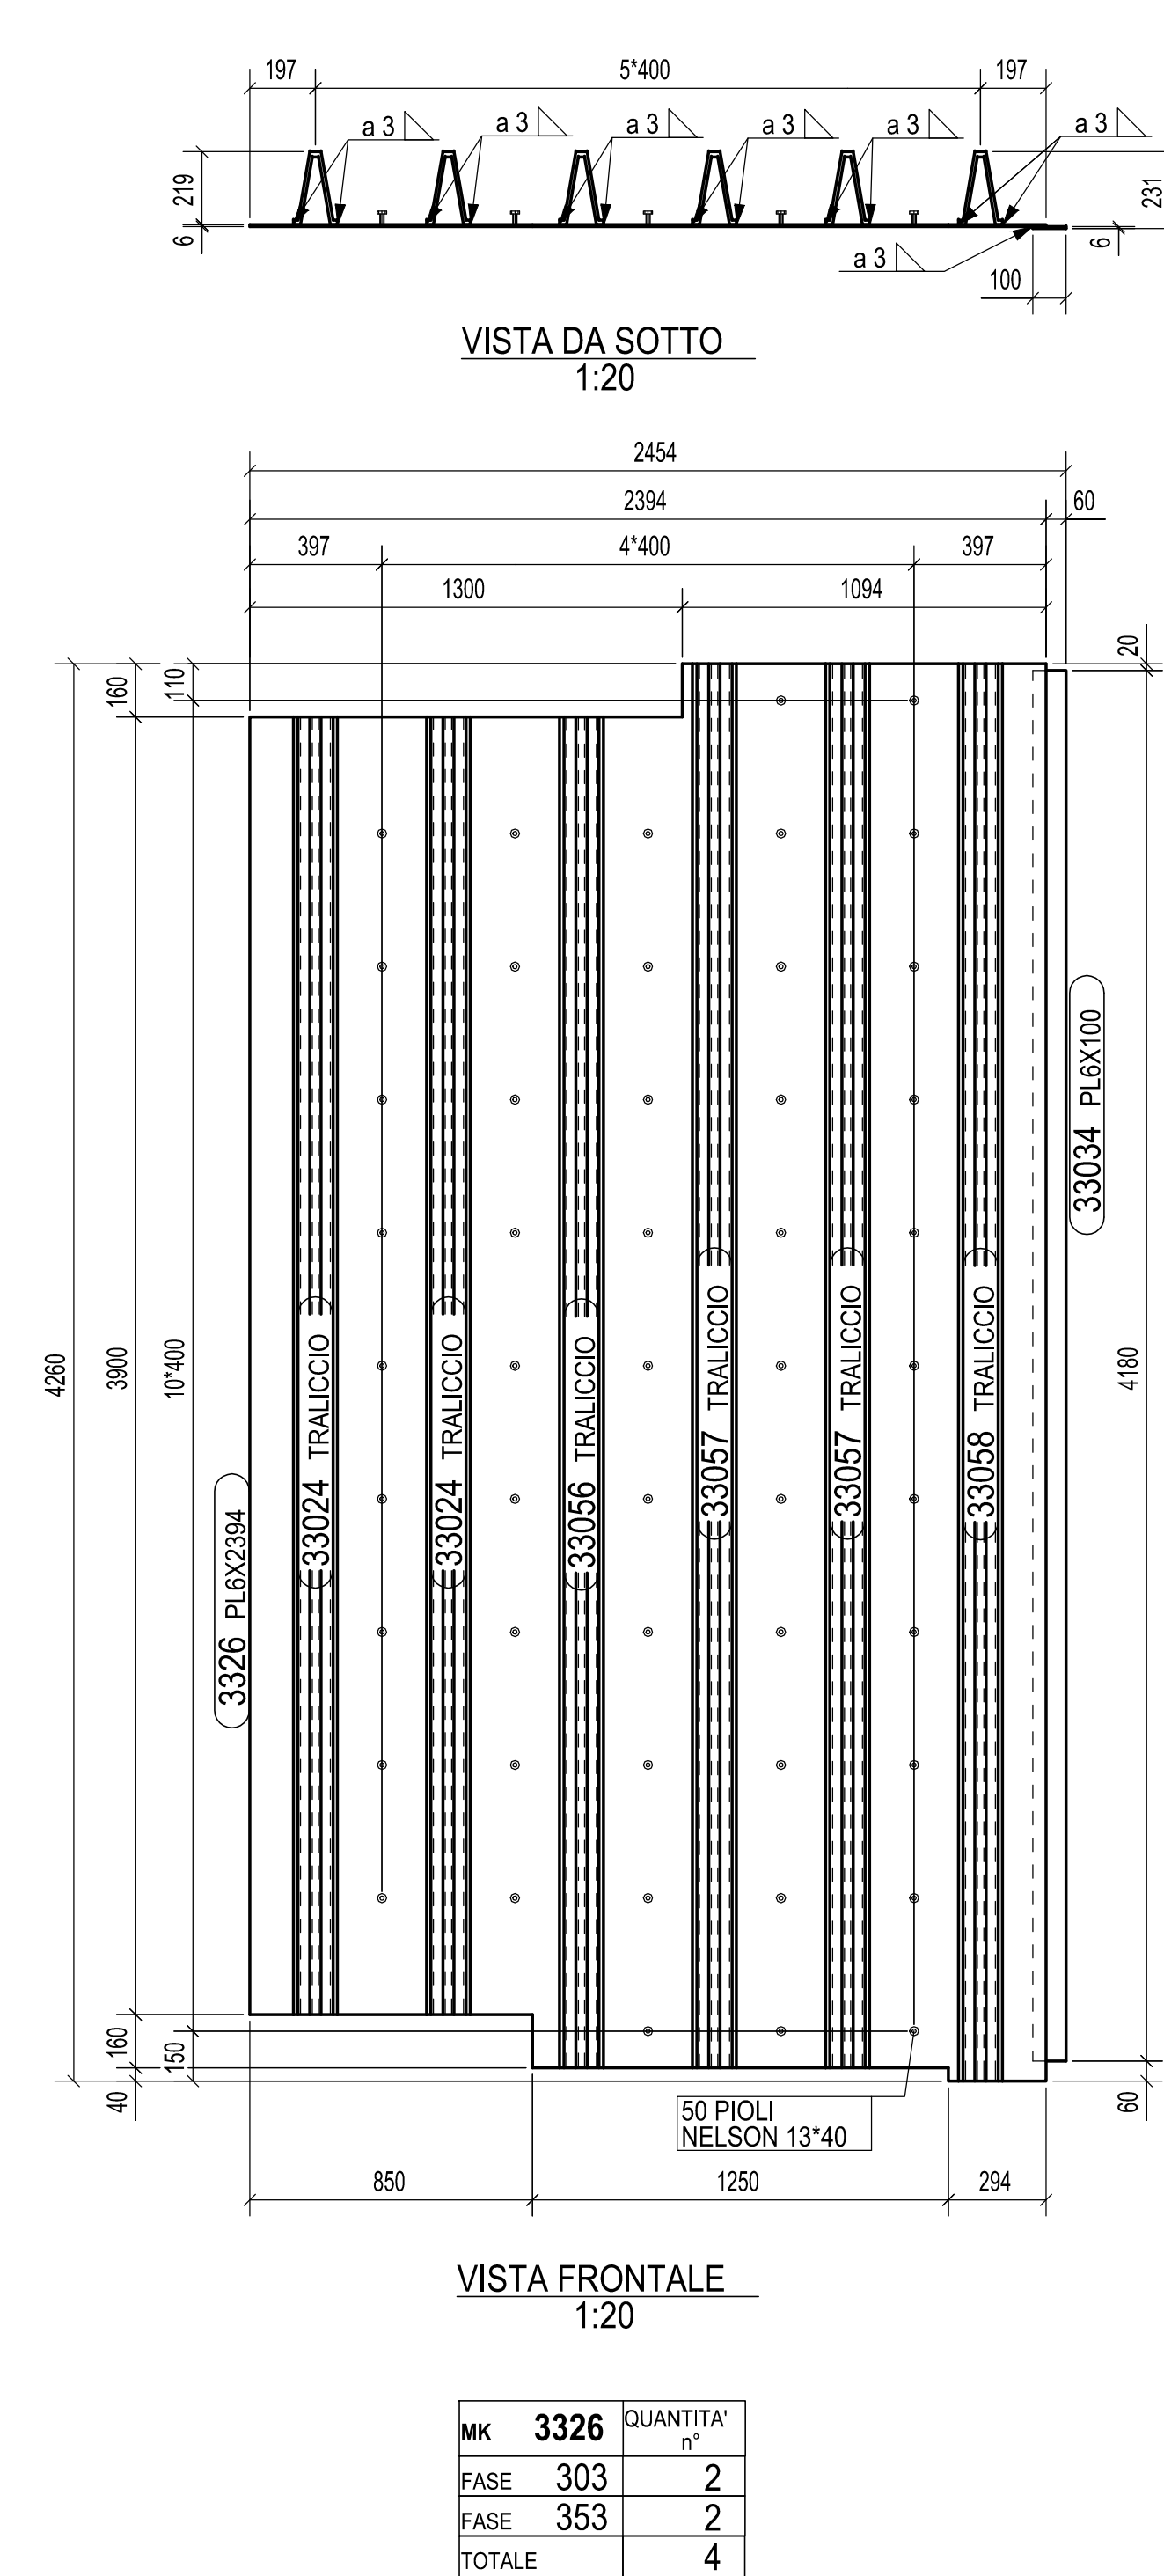 197
5*400
197
a 3
a 3
a 3
a 3
a 3
a 3
219
6
231
6
a 3
100
VISTA DA SOTTO
1:20
2454
2394
60
397
4*400
397
1300
1094
20
160
110
4260
3900
10*400
4180
3326 PL6X2394
33024 TRALICCIO
33024 TRALICCIO
33056 TRALICCIO
33057 TRALICCIO
33057 TRALICCIO
33058 TRALICCIO
33034 PL6X100
160
150
40
60
50 PIOLI
NELSON 13*40
850
1250
294
VISTA FRONTALE
1:20
MK 3326 QUANTITA'
n°
FASE 303 2
FASE 353 2
TOTALE 4